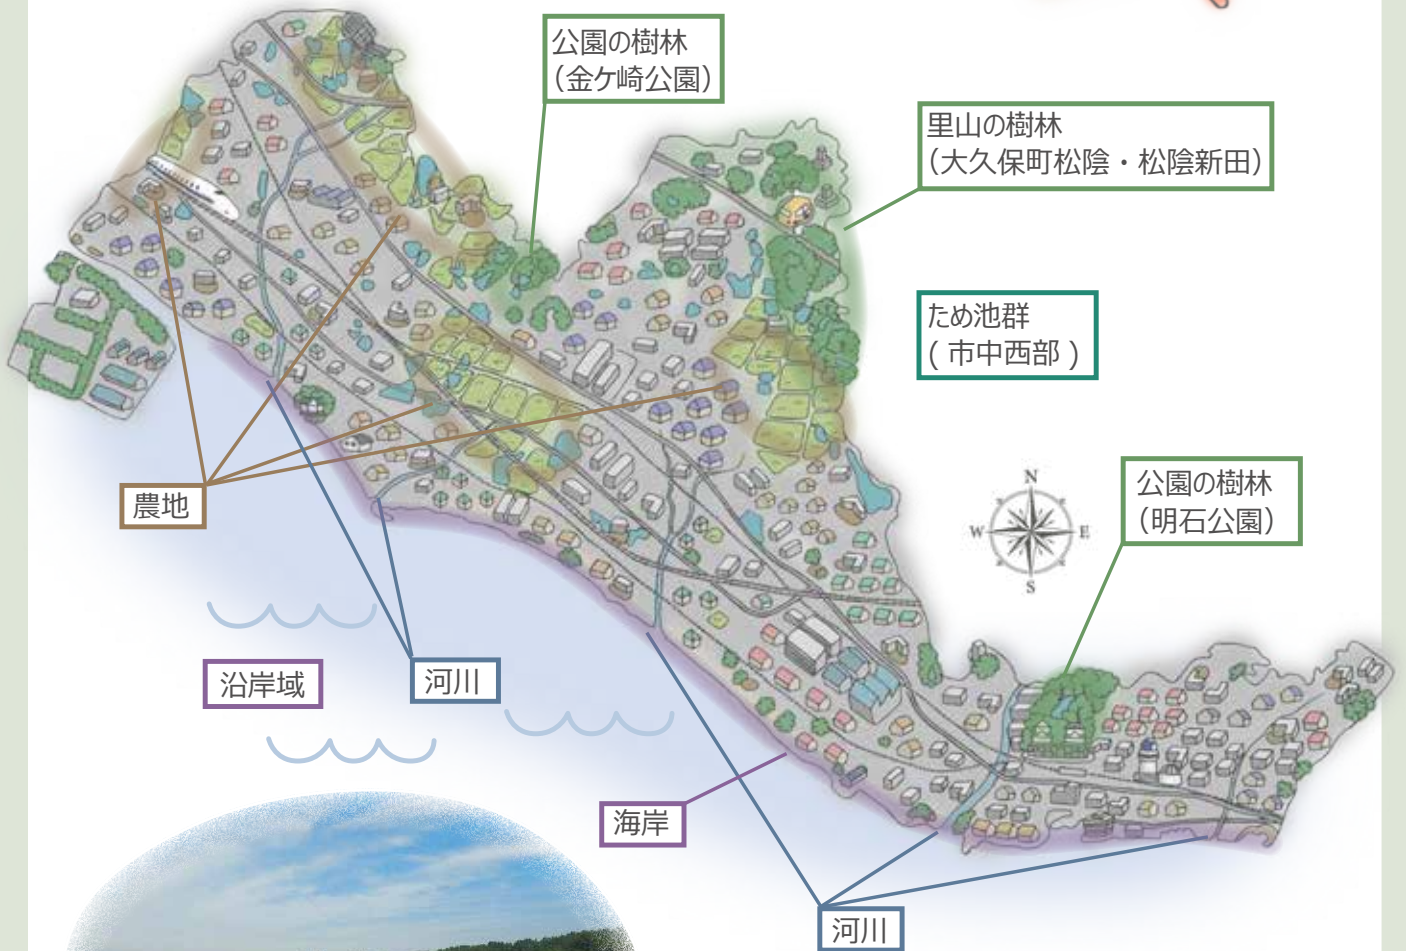 公園の樹林
（金ケ崎公園）
里山の樹林
（大久保町松陰・松陰新田）
ため池群
( 市中西部 )
農地
公園の樹林
（明石公園）
N
W
E
S
沿岸域
河川
海岸
河川